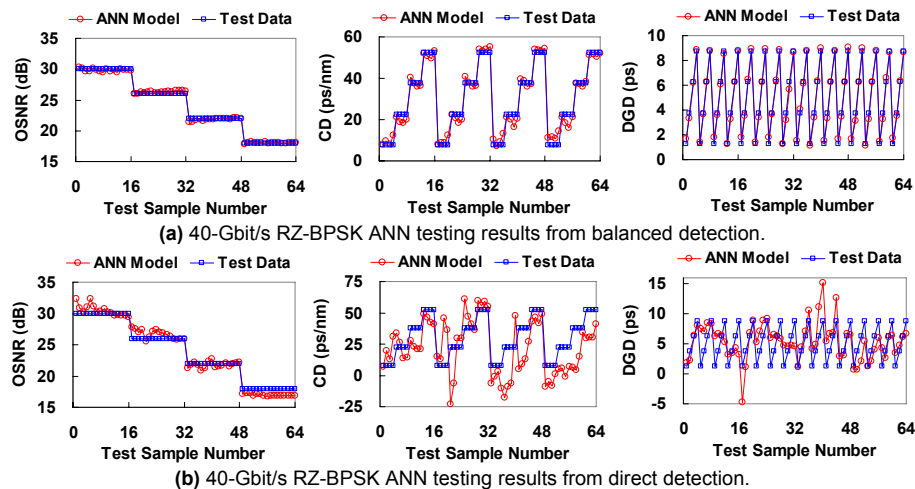 ANN Model Test Data
OSNR (dB)
35
30
25
20
15
0 16 32 48 64
Test Sample Number
ANN Model Test Data
CD (ps/nm)
60
40
20
0
0 16 32 48 64
Test Sample Number
ANN Model Test Data
DGD (ps)
10
8
6
4
2
0
0 16 32 48 64
Test Sample Number
(a) 40-Gbit/s RZ-BPSK ANN testing results from balanced detection.
ANN Model Test Data
OSNR (dB)
35
30
25
20
15
0 16 32 48 64
Test Sample Number
ANN Model Test Data
CD (ps/nm)
75
50
25
0
-25
0 16 32 48 64
Test Sample Number
ANN Model Test Data
DGD (ps)
15
10
5
0
-5
0 16 32 48 64
Test Sample Number
(b) 40-Gbit/s RZ-BPSK ANN testing results from direct detection.